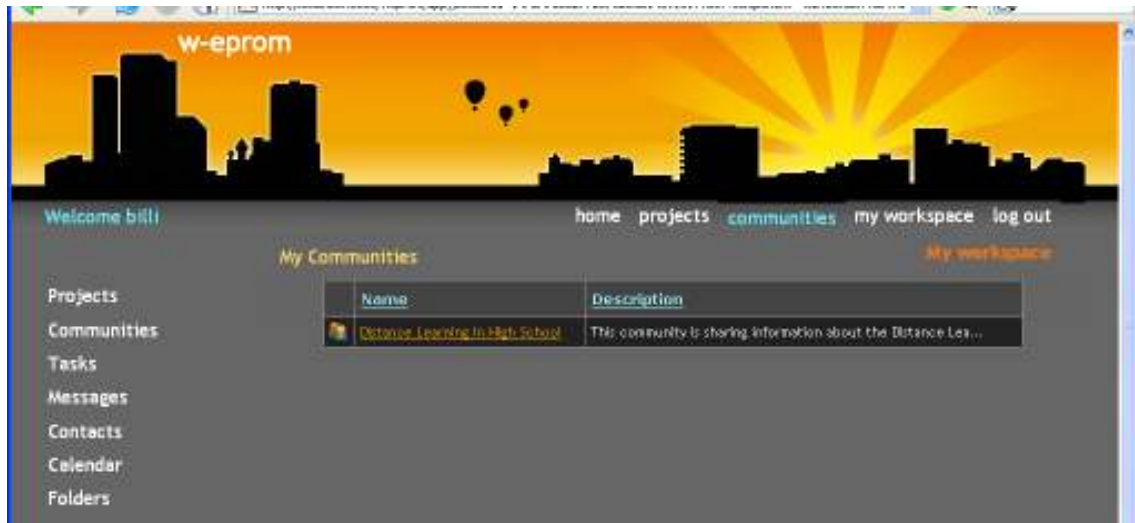 w-eprom
Welcome billi
home projects communities my workspace log out
My workspace
My Communities
Name Description
Distance Learning in High School This community is sharing information about the Distance Lea...
Projects
Communities
Tasks
Messages
Contacts
Calendar
Folders